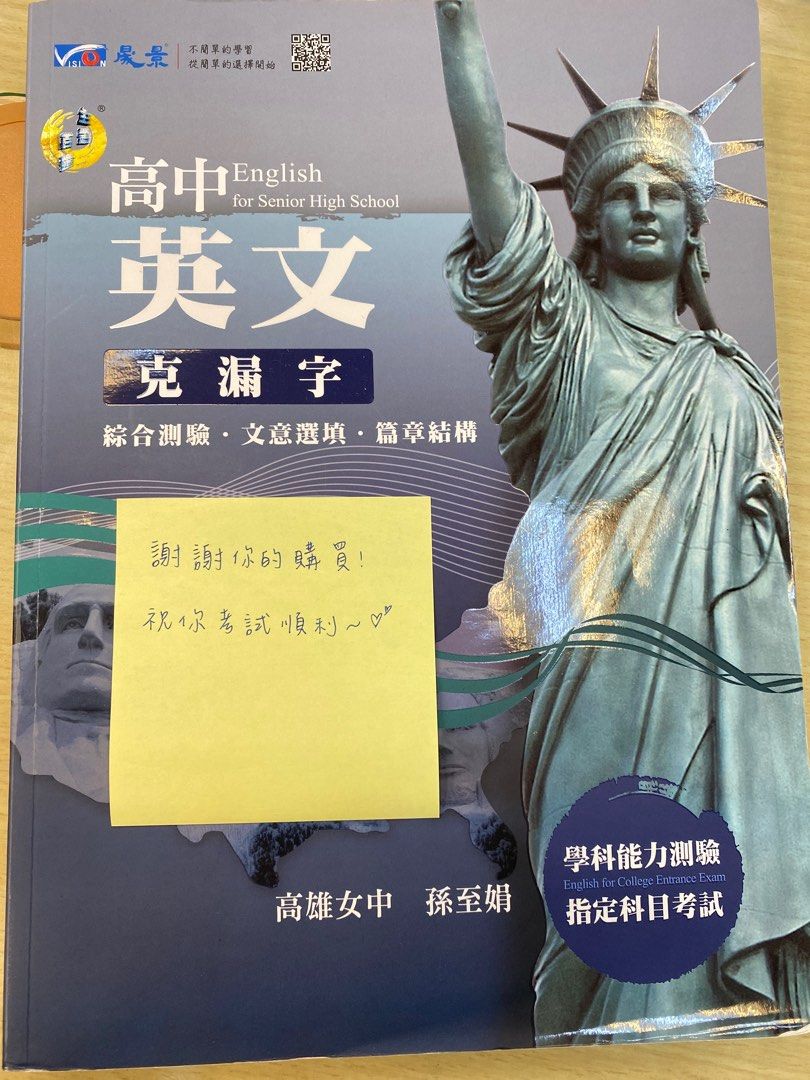 VISION 晟景® 不簡單的學習
從簡單的選擇開始
®
高中 English
for Senior High School
英文
克漏字
綜合測驗・文意選填・篇章結構
謝謝你的購買!
祝你考試順利~♡♡
學科能力測驗
English for College Entrance Exam
指定科目考試
高雄女中 孫至娟